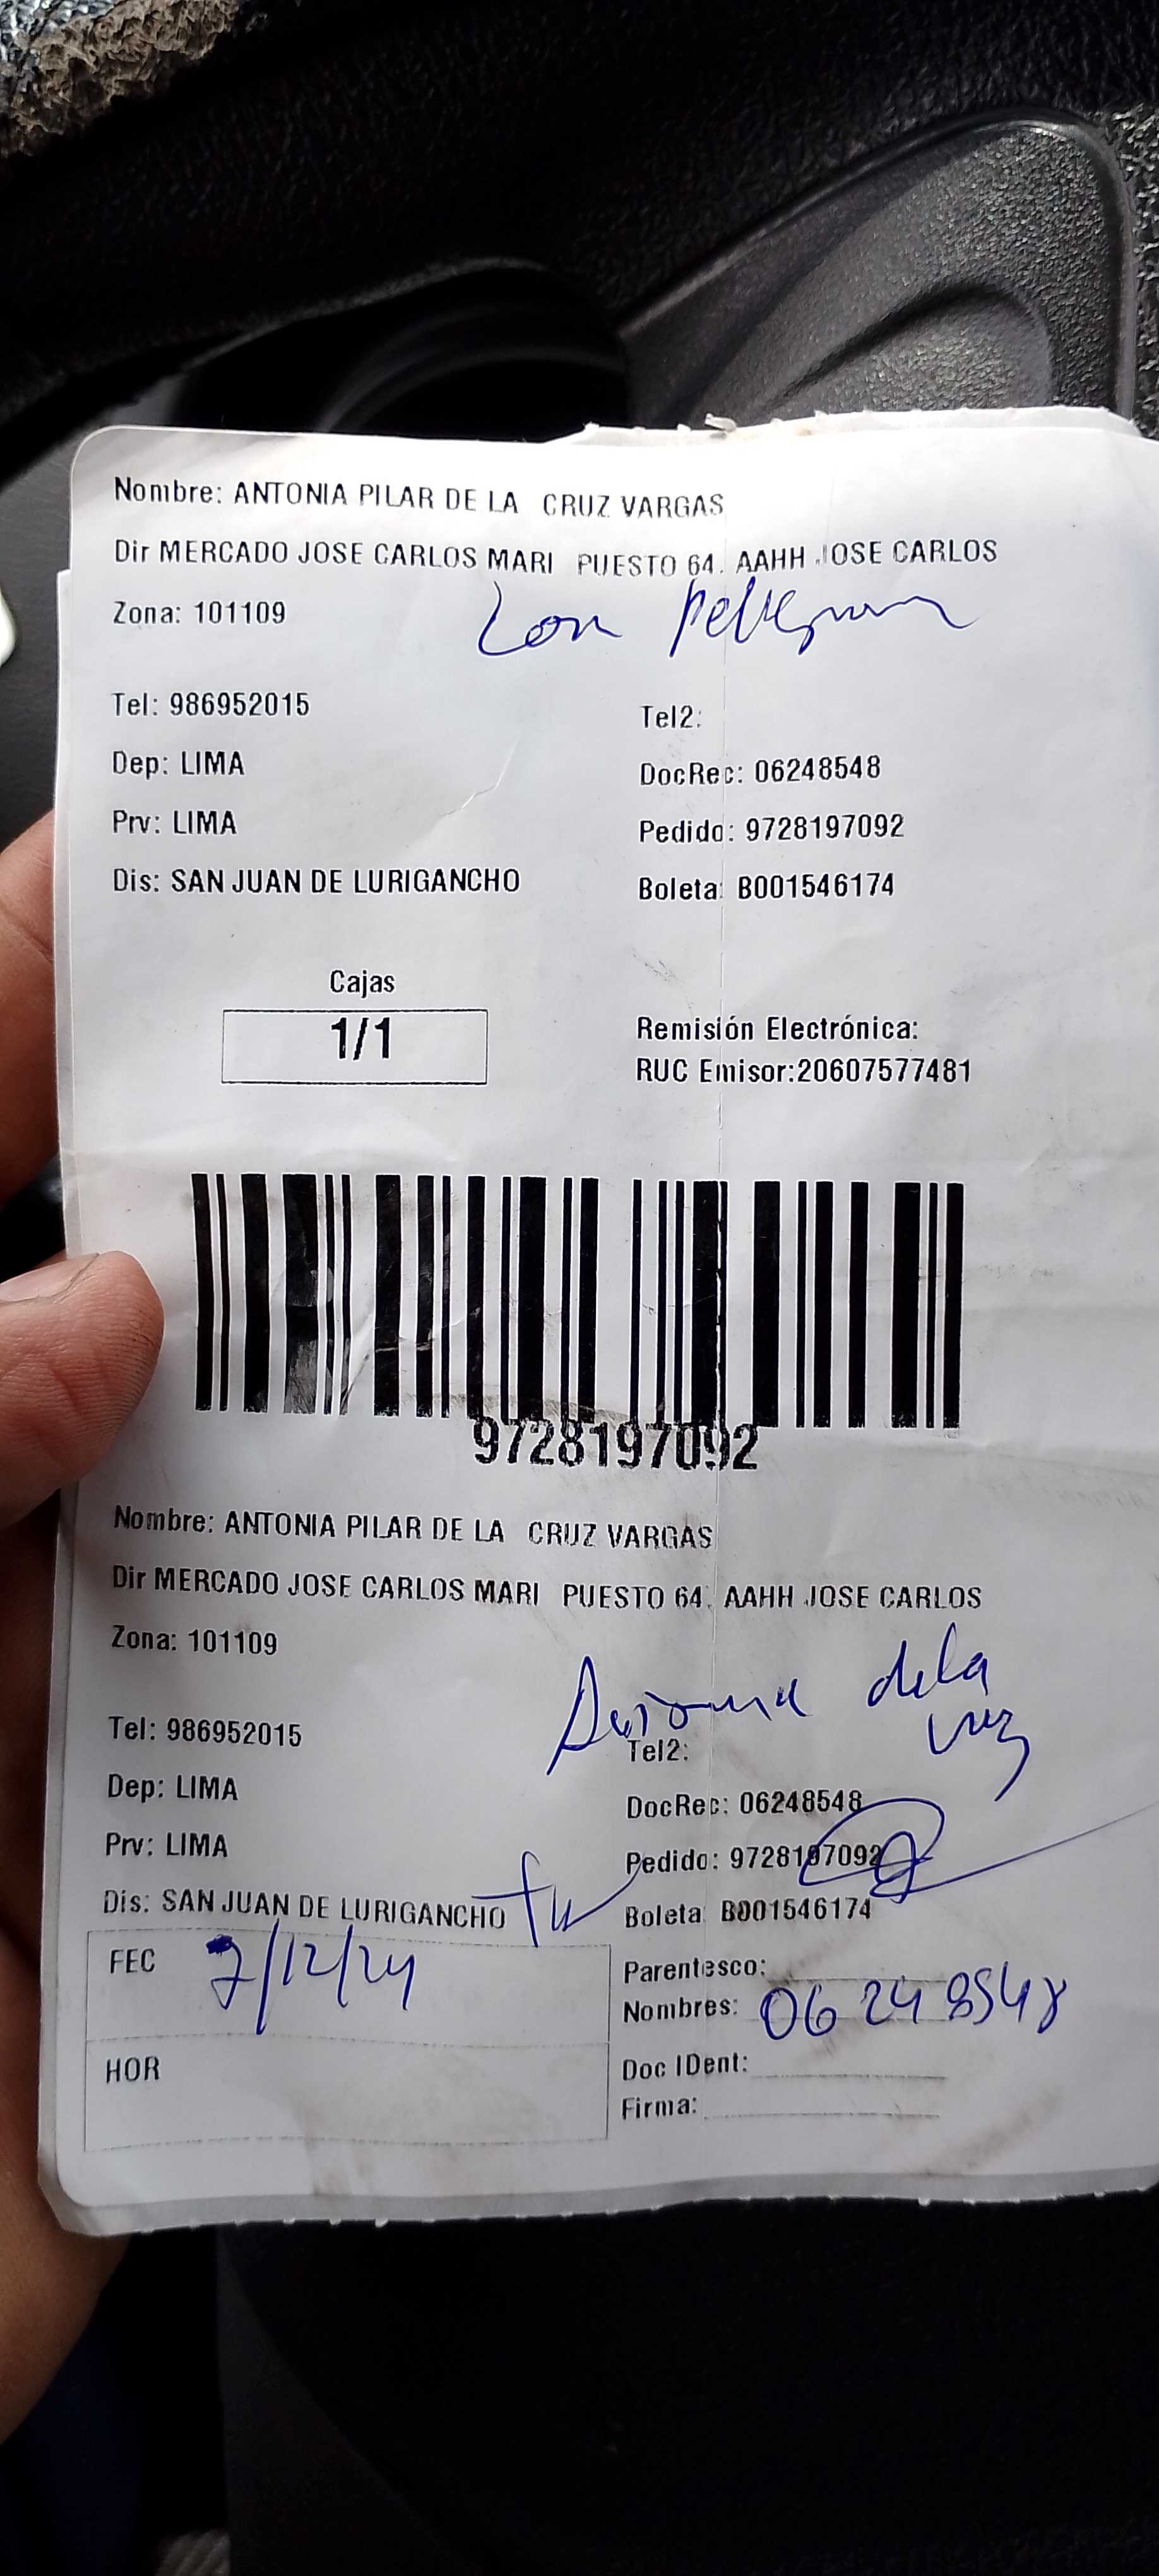 Nombre: ANTONIA PILAR DE LA CRUZ VARGAS
Dir MERCADO JOSE CARLOS MARI PUESTO 64. AAHH JOSE CARLOS
Zona: 101109
Tel: 986952015
Tel2:
Dep: LIMA
DocRec: 06248548
Prv: LIMA
Pedido: 9728197092
Dis: SAN JUAN DE LURIGANCHO
Boleta: B001546174
Cajas
1/1
Remisión Electrónica:
RUC Emisor:20607577481
9728197092
Nombre: ANTONIA PILAR DE LA CRUZ VARGAS
Dir MERCADO JOSE CARLOS MARI PUESTO 64. AAHH JOSE CARLOS
Zona: 101109
dela
cruz
Tel: 986952015
Tel2:
Dep: LIMA
DocRec: 06248548
Prv: LIMA
Pedido: 9728197092
Dis: SAN JUAN DE LURIGANCHO
Boleta: B001546174
FEC 7/12/24
Parentesco:
Nombres: 06248548
HOR
Doc IDent:
Firma: